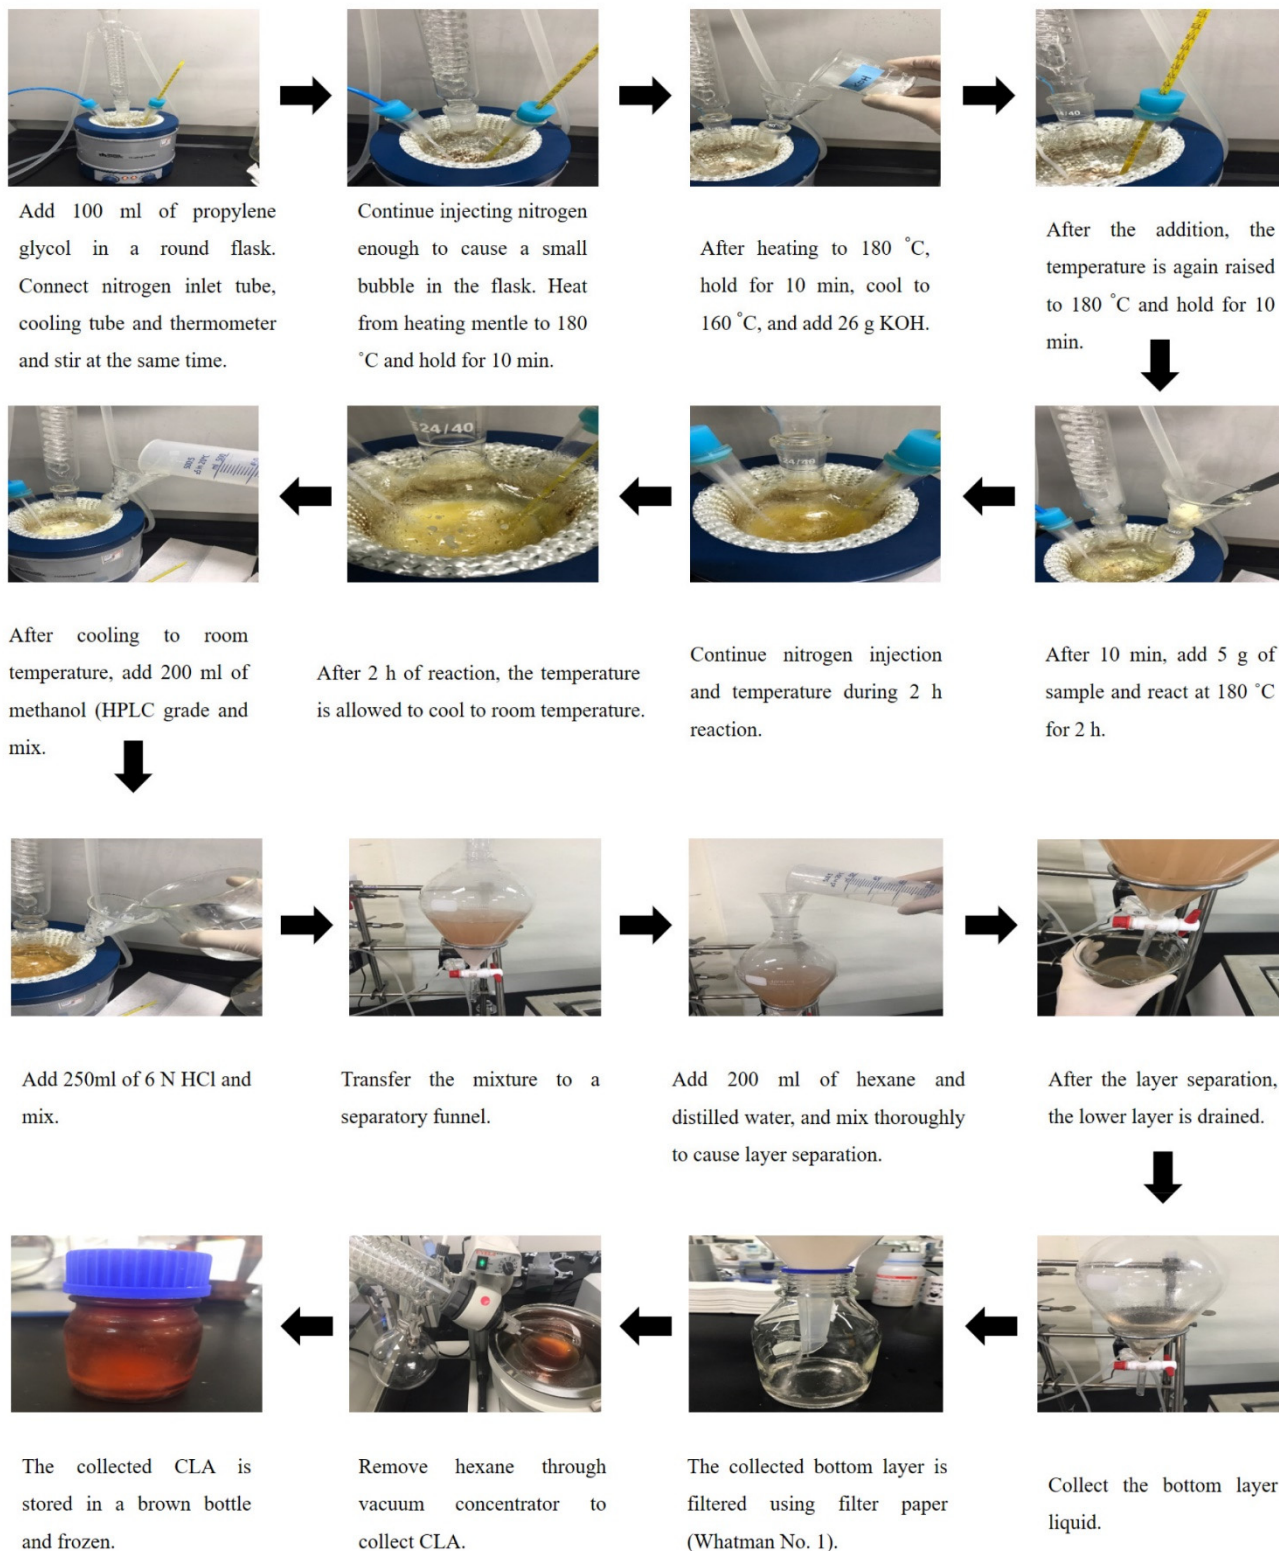 Add 100 ml of propylene
glycol in a round flask.
Connect nitrogen inlet tube,
cooling tube and thermometer
and stir at the same time.
Continue injecting nitrogen
enough to cause a small
bubble in the flask. Heat
from heating mentle to 180
˚C and hold for 10 min.
After heating to 180 ˚C,
hold for 10 min, cool to
160 ˚C, and add 26 g KOH.
After the addition, the
temperature is again raised
to 180 ˚C and hold for 10
min.
24/40
After 10 min, add 5 g of
sample and react at 180 ˚C
for 2 h.
Continue nitrogen injection
and temperature during 2 h
reaction.
After 2 h of reaction, the temperature
is allowed to cool to room temperature.
After cooling to room
temperature, add 200 ml of
methanol (HPLC grade and
mix.
Add 250ml of 6 N HCl and
mix.
Transfer the mixture to a
separatory funnel.
Add 200 ml of hexane and
distilled water, and mix thoroughly
to cause layer separation.
After the layer separation,
the lower layer is drained.
Collect the bottom layer
liquid.
The collected bottom layer is
filtered using filter paper
(Whatman No. 1).
Remove hexane through
vacuum concentrator to
collect CLA.
The collected CLA is
stored in a brown bottle
and frozen.